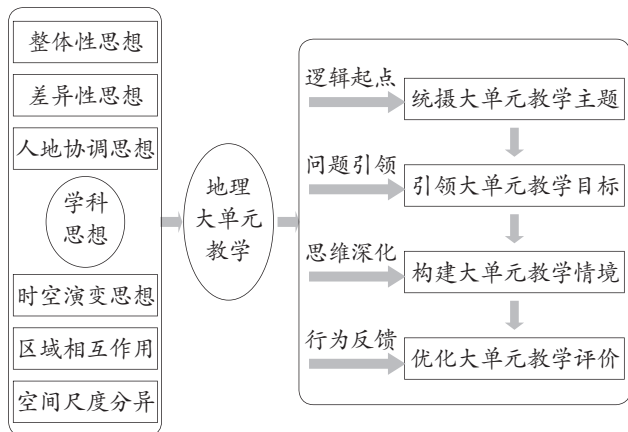 整体性思想
差异性思想
人地协调思想
学科
思想
时空演变思想
区域相互作用
空间尺度分异
地理
大单元
教学
逻辑起点
统摄大单元教学主题
问题引领
引领大单元教学目标
思维深化
构建大单元教学情境
行为反馈
优化大单元教学评价